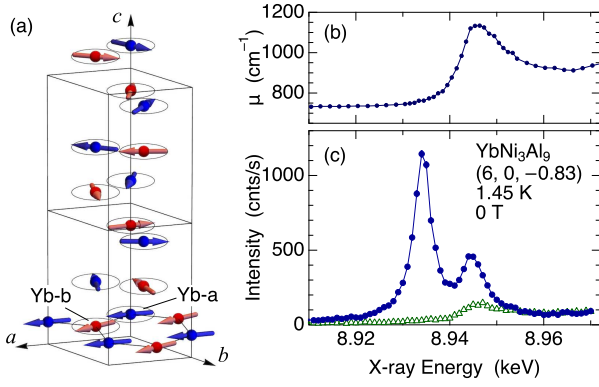 (a)
c
Yb-b
Yb-a
a
b
(b)
1200
1000
800
μ (cm⁻¹)
(c)
YbNi₃Al₉
(6, 0, −0.83)
1.45 K
0 T
1000
500
0
Intensity (cnts/s)
8.92
8.94
8.96
X-ray Energy (keV)